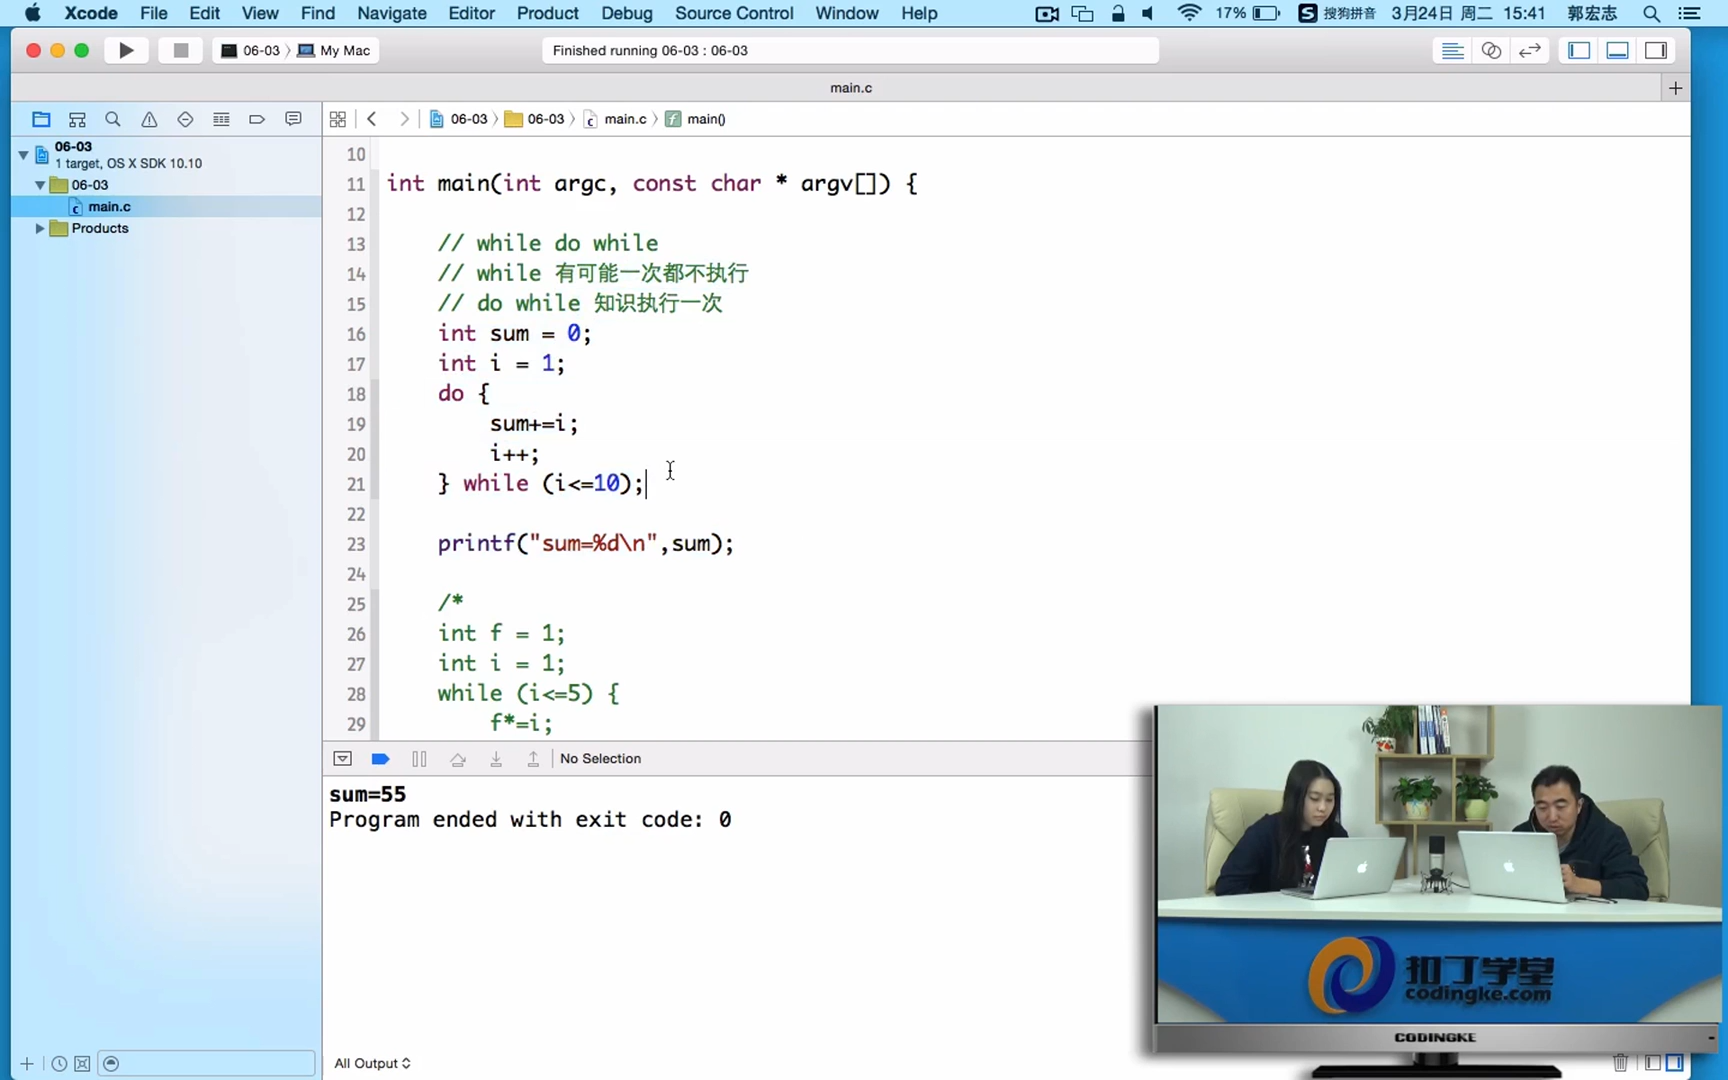 Xcode File Edit View Find Navigate Editor Product Debug Source Control Window Help 17% 搜狗拼音 3月24日 周二 15:41 郭宏志
06-03 My Mac Finished running 06-03 : 06-03
main.c
06-03 06-03 main.c main()
06-03
1 target, OS X SDK 10.10
06-03
main.c
Products
10
11 int main(int argc, const char * argv[]) {
12
13 // while do while
14 // while 有可能一次都不执行
15 // do while 知识执行一次
16 int sum = 0;
17 int i = 1;
18 do {
19 sum+=i;
20 i++;
21 } while (i<=10);
22
23 printf("sum=%d\n",sum);
24
25 /*
26 int f = 1;
27 int i = 1;
28 while (i<=5) {
29 f*=i;
No Selection
sum=55
Program ended with exit code: 0
All Output
扣丁学堂
codingke.com
CODINGKE